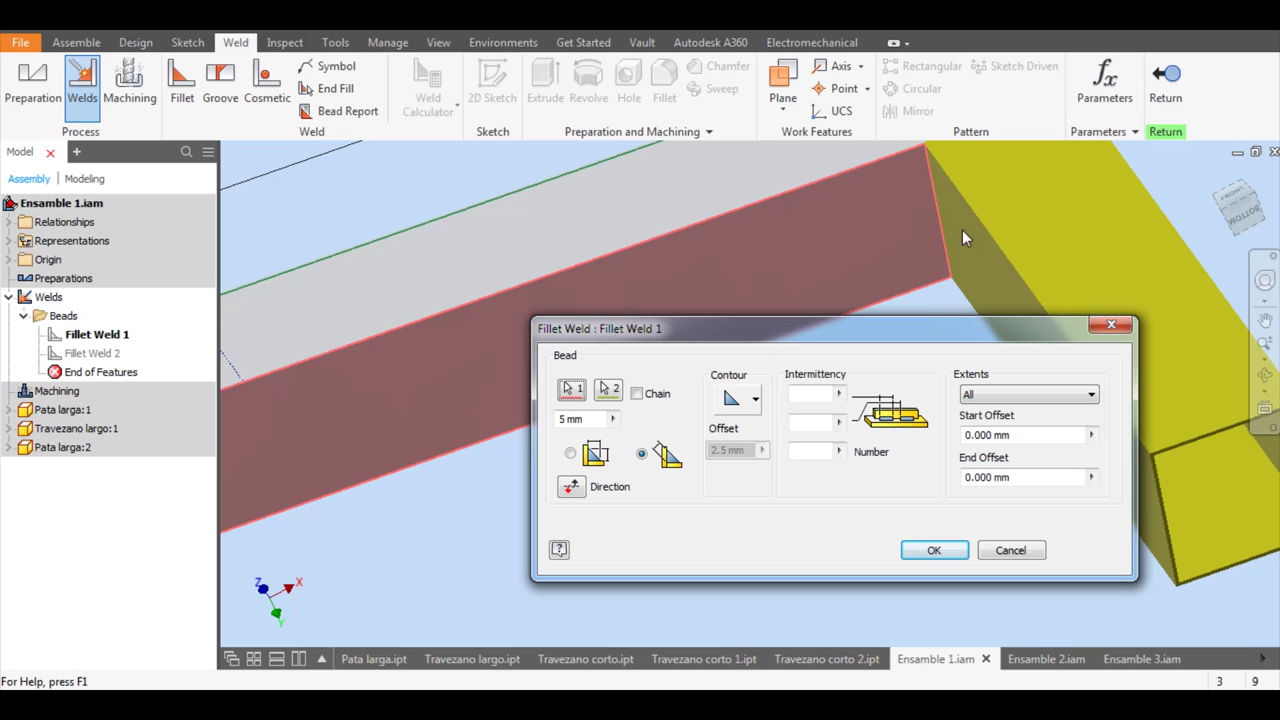 File Assemble Design Sketch Weld Inspect Tools Manage View Environments Get Started Vault Autodesk A360 Electromechanical
Preparation Welds Machining Fillet Groove Cosmetic Symbol End Fill Bead Report Weld Calculator 2D Sketch Extrude Revolve Hole Fillet Chamfer Sweep Plane Axis Point UCS Rectangular Sketch Driven Circular Mirror Parameters Return
Process Weld Sketch Preparation and Machining Work Features Pattern Parameters Return
Model
Assembly Modeling
Ensamble 1.iam
Relationships
Representations
Origin
Preparations
Welds
Beads
Fillet Weld 1
Fillet Weld 2
End of Features
Machining
Pata larga:1
Travezano largo:1
Pata larga:2
FRONT
BOTTOM
Fillet Weld : Fillet Weld 1
Bead
1 2 Chain
5 mm
Direction
Contour
Offset
2.5 mm
Intermittency
Number
Extents
All
Start Offset
0.000 mm
End Offset
0.000 mm
OK Cancel
Z X
Y
Pata larga.ipt Travezano largo.ipt Travezano corto.ipt Travezano corto 1.ipt Travezano corto 2.ipt Ensamble 1.iam Ensamble 2.iam Ensamble 3.iam
For Help, press F1 3 9